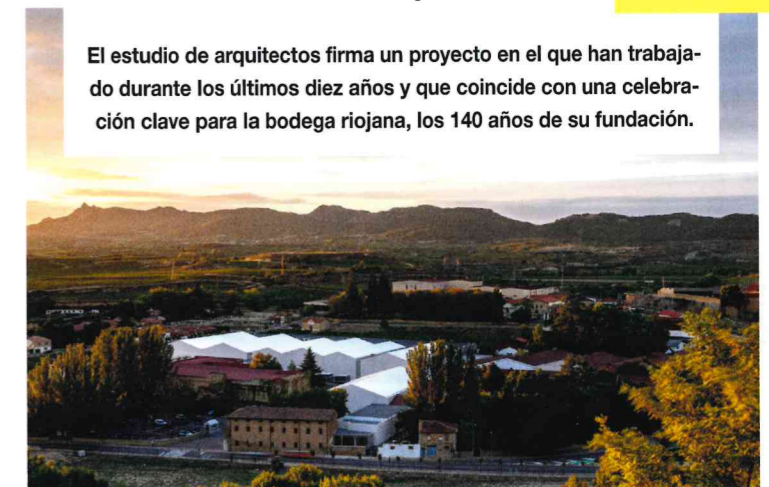 El estudio de arquitectos firma un proyecto en el que han trabaja-
do durante los últimos diez años y que coincide con una celebra-
ción clave para la bodega riojana, los 140 años de su fundación.